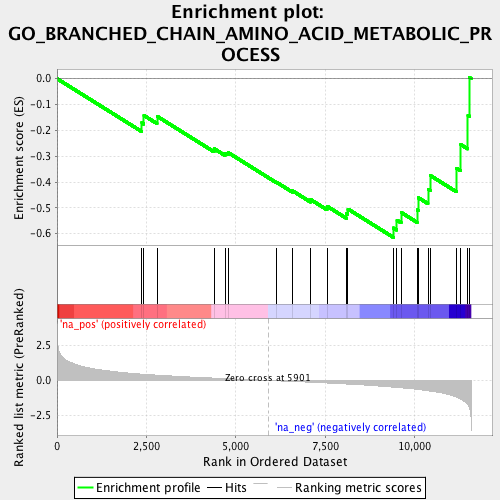 Enrichment plot:
GO_BRANCHED_CHAIN_AMINO_ACID_METABOLIC_PR
OCESS
Enrichment score (ES)
0.0
-0.1
-0.2
-0.3
-0.4
-0.5
-0.6
'na_pos' (positively correlated)
Ranked list metric (PreRanked)
2.5
0.0
-2.5
Zero cross at 5901
'na_neg' (negatively correlated)
0
2,500
5,000
7,500
10,000
Rank in Ordered Dataset
Enrichment profile
Hits
Ranking metric scores